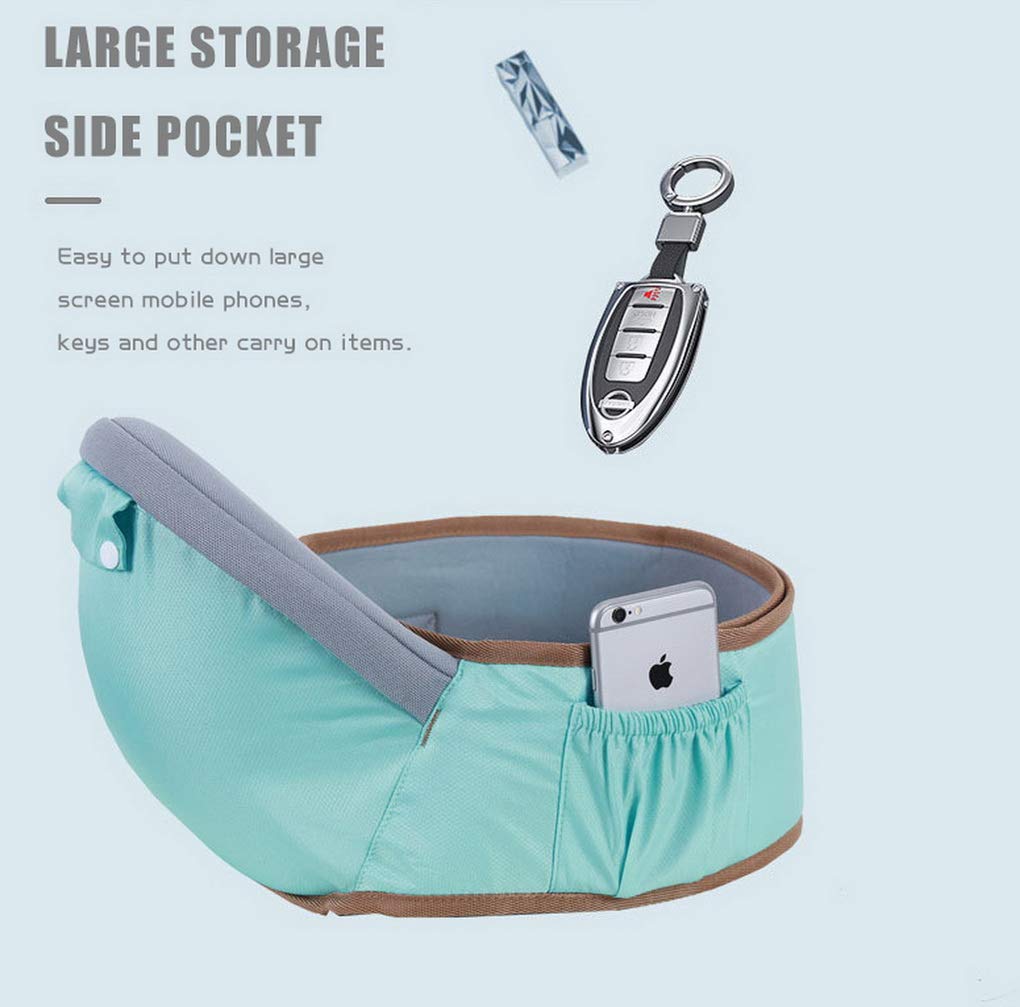 LARGE STORAGE
SIDE POCKET
Easy to put down large
screen mobile phones,
keys and other carry on items.